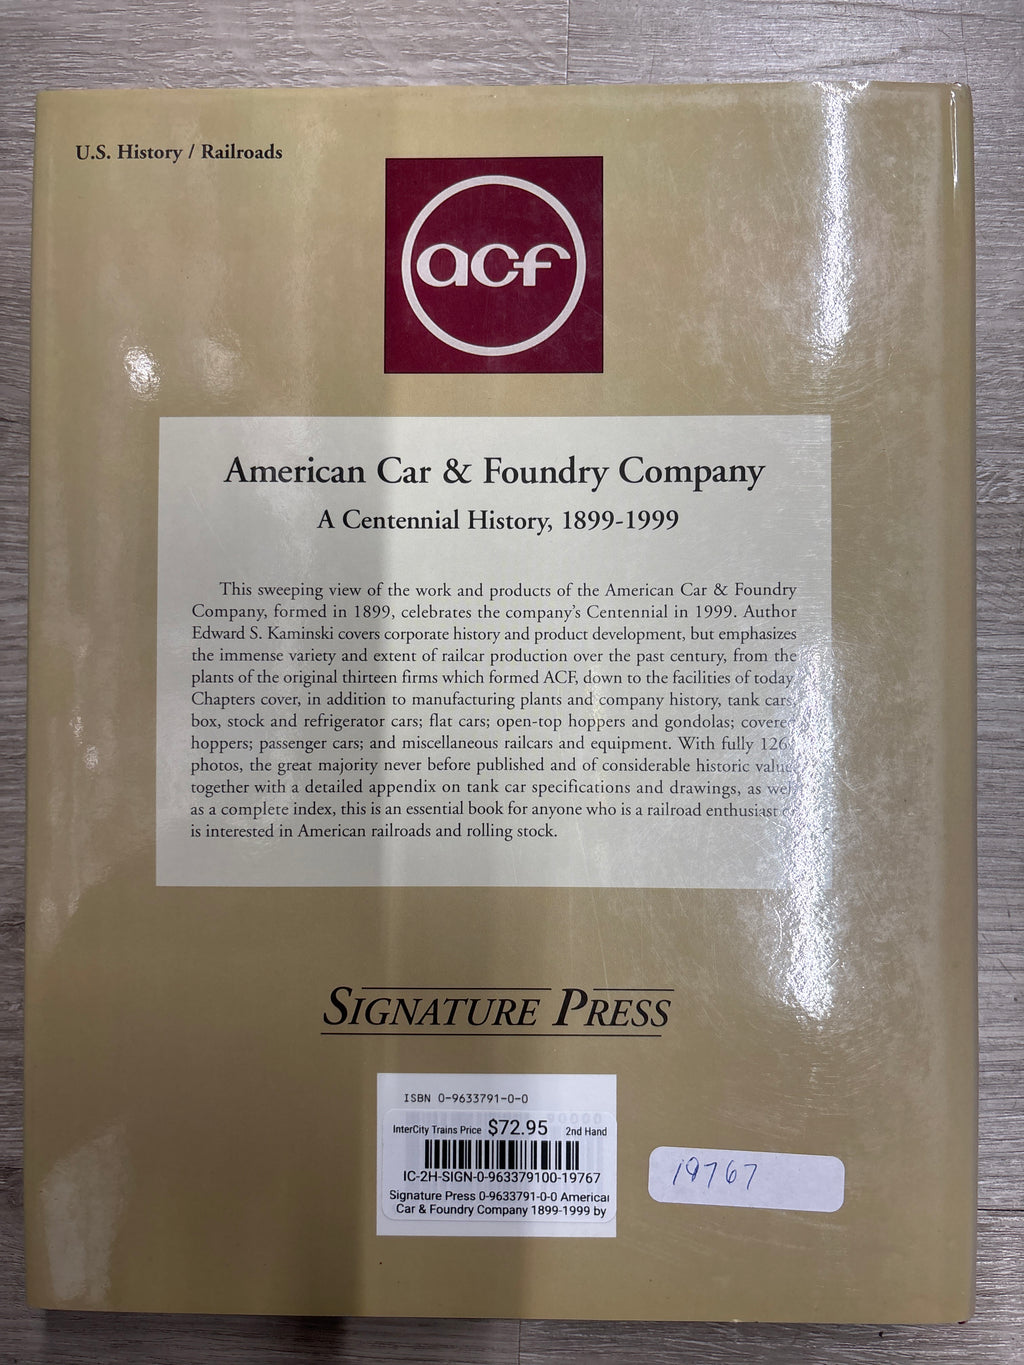 U.S. History / Railroads
acf
American Car & Foundry Company
A Centennial History, 1899-1999
This sweeping view of the work and products of the American Car & Foundry
Company, formed in 1899, celebrates the company's Centennial in 1999. Author
Edward S. Kaminski covers corporate history and product development, but emphasizes
the immense variety and extent of railcar production over the past century, from the
plants of the original thirteen firms which formed ACF, down to the facilities of today.
Chapters cover, in addition to manufacturing plants and company history, tank cars;
box, stock and refrigerator cars; flat cars; open-top hoppers and gondolas; covered
hoppers; passenger cars; and miscellaneous railcars and equipment. With fully
photos, the great majority never before published and of considerable historic value,
together with a detailed appendix on tank car specifications and drawings, as well
as a complete index, this is an essential book for anyone who is a railroad enthusiast or
is interested in American railroads and rolling stock.
SIGNATURE PRESS
ISBN 0-9633791-0-0
InterCity Trains Price $72.95 2nd Hand
IC-2H-SIGN-0-963379100-19767
Signature Press 0-9633791-0-0 American
Car & Foundry Company 1899-1999 by
19767